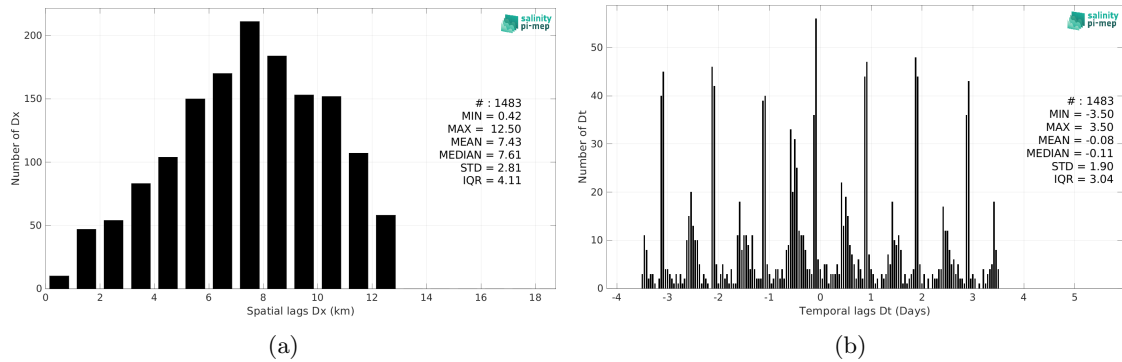 salinity
pi-mep
200
150
100
50
0
Number of Dx
# : 1483
MIN = 0.42
MAX = 12.50
MEAN = 7.43
MEDIAN = 7.61
STD = 2.81
IQR = 4.11
0 2 4 6 8 10 12 14 16 18
Spatial lags Dx (km)
(a)
salinity
pi-mep
50
40
30
20
10
0
Number of Dt
# : 1483
MIN = -3.50
MAX = 3.50
MEAN = -0.08
MEDIAN = -0.11
STD = 1.90
IQR = 3.04
-4 -3 -2 -1 0 1 2 3 4 5
Temporal lags Dt (Days)
(b)